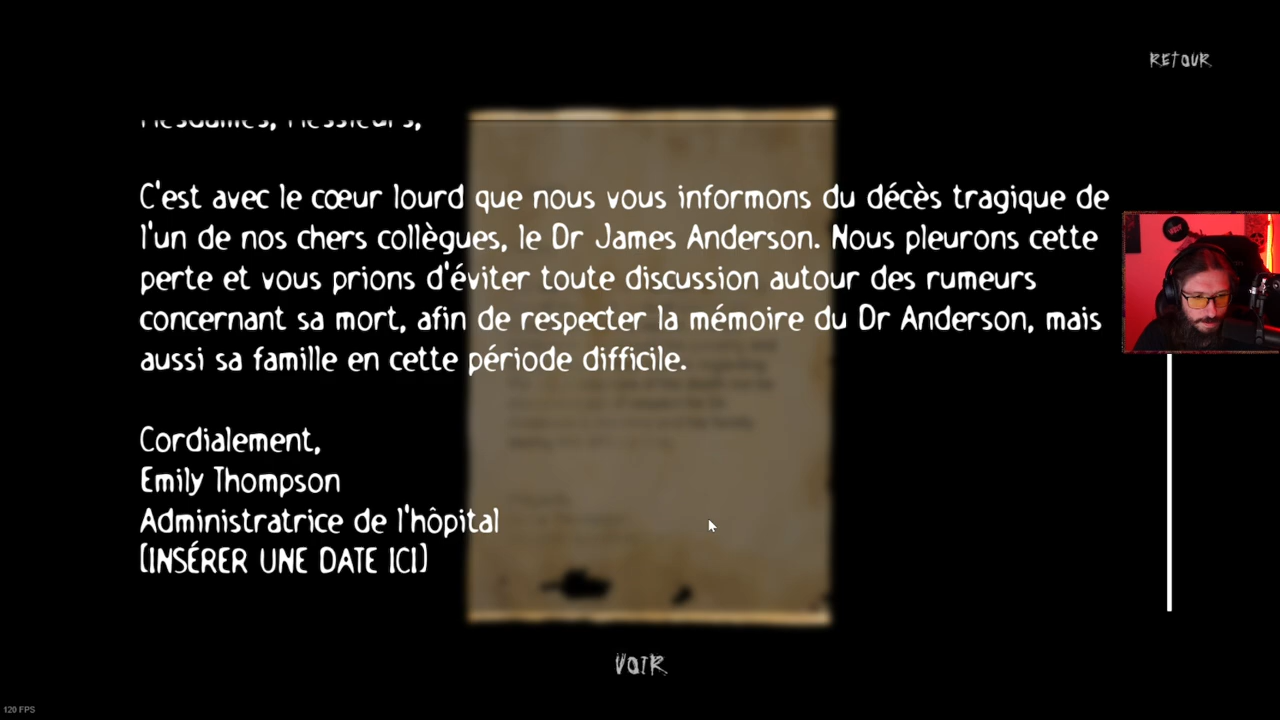 RETOUR
Mesdames, Messieurs,
C'est avec le cœur lourd que nous vous informons du décès tragique de
l'un de nos chers collègues, le Dr James Anderson. Nous pleurons cette
perte et vous prions d'éviter toute discussion autour des rumeurs
concernant sa mort, afin de respecter la mémoire du Dr Anderson, mais
aussi sa famille en cette période difficile.
Cordialement,
Emily Thompson
Administratrice de l'hôpital
[INSÉRER UNE DATE ICI]
VOIR
120 FPS